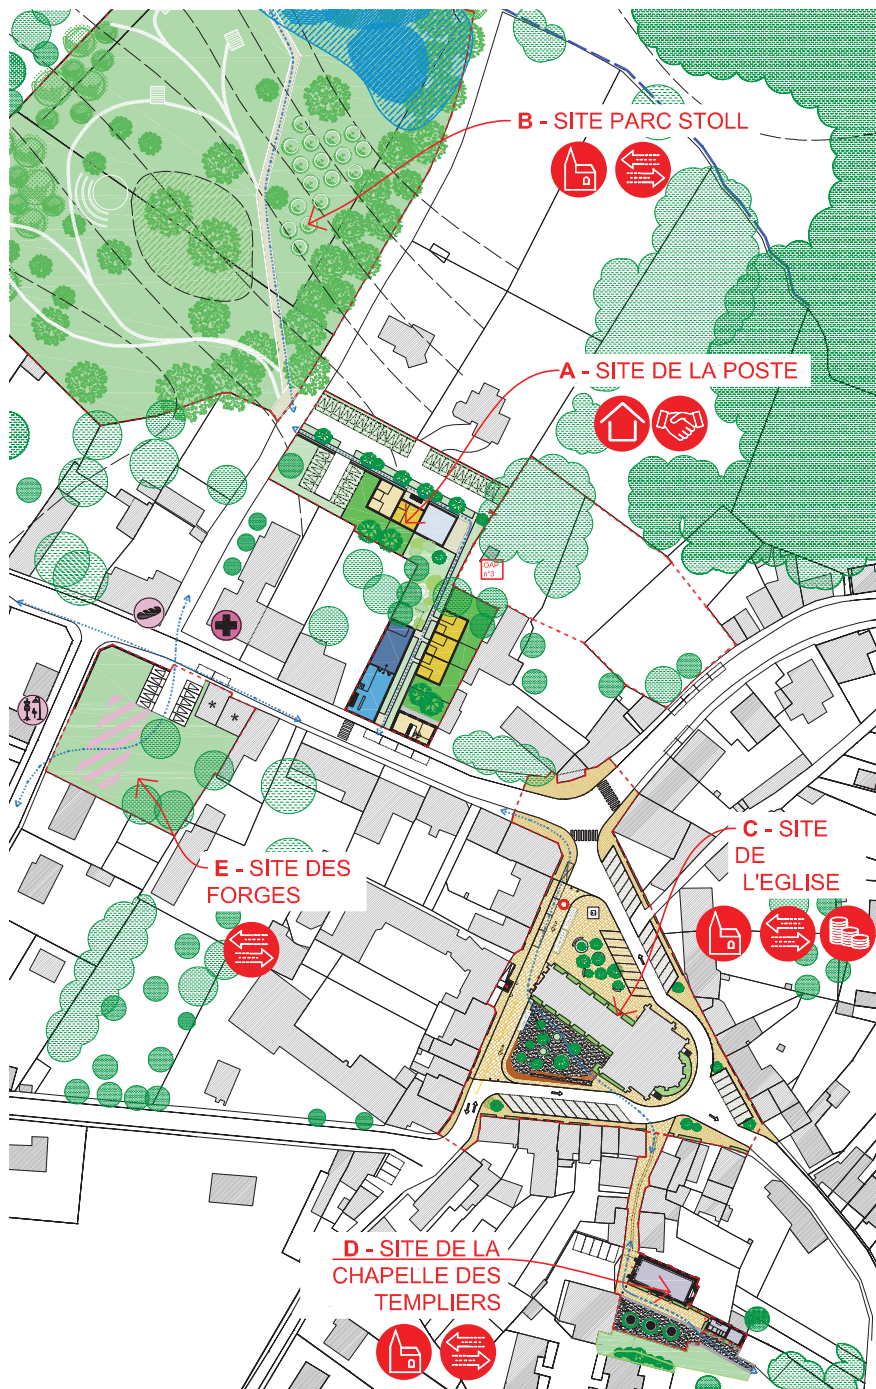 B - SITE PARC STOLL
A - SITE DE LA POSTE
OAP
n°3
* *
C - SITE
DE
L'EGLISE
E - SITE DES
FORGES
D - SITE DE LA
CHAPELLE DES
TEMPLIERS